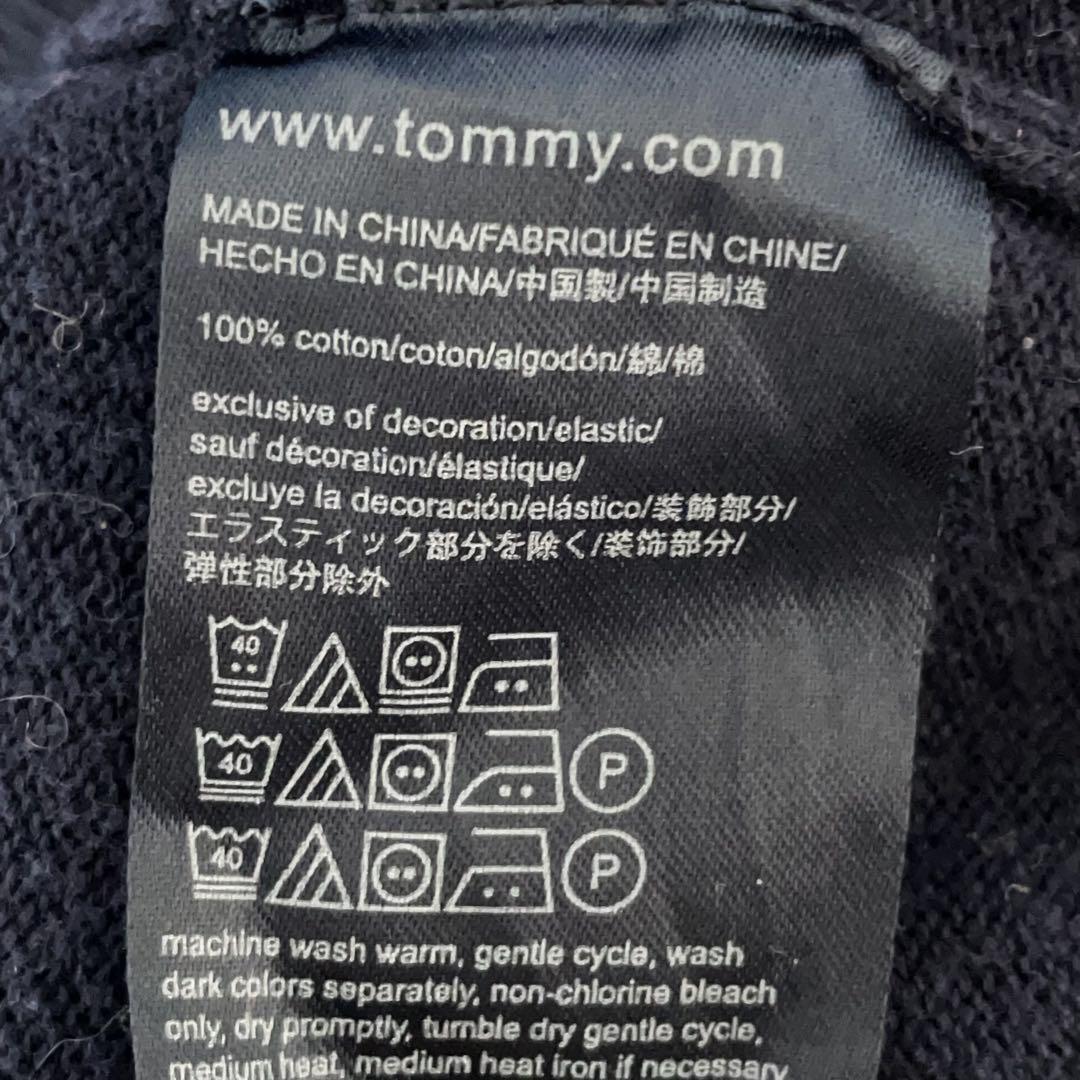 www.tommy.com
MADE IN CHINA/FABRIQUÉ EN CHINE/
HECHO EN CHINA/中国製/中国制造
100% cotton/coton/algodón/綿/棉
exclusive of decoration/elastic/
sauf décoration/élastique/
excluye la decoración/elástico/装飾部分/
エラスティック部分を除く/装饰部分/
弹性部分除外
40
40 P
40 P
machine wash warm, gentle cycle, wash
dark colors separately, non-chlorine bleach
only, dry promptly, tumble dry gentle cycle,
medium heat, medium heat iron if necessary